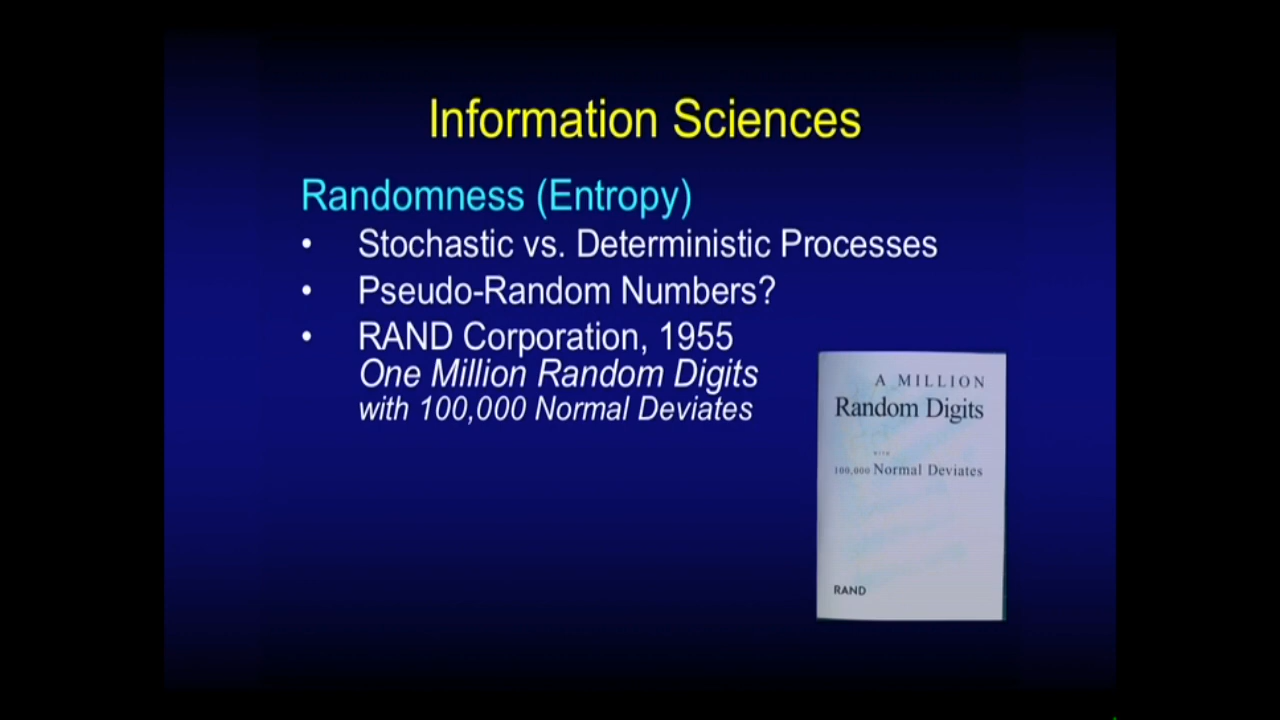 Information Sciences
Randomness (Entropy)
• Stochastic vs. Deterministic Processes
• Pseudo-Random Numbers?
• RAND Corporation, 1955
One Million Random Digits
with 100,000 Normal Deviates
A MILLION
Random Digits
WITH
100,000 Normal Deviates
RAND